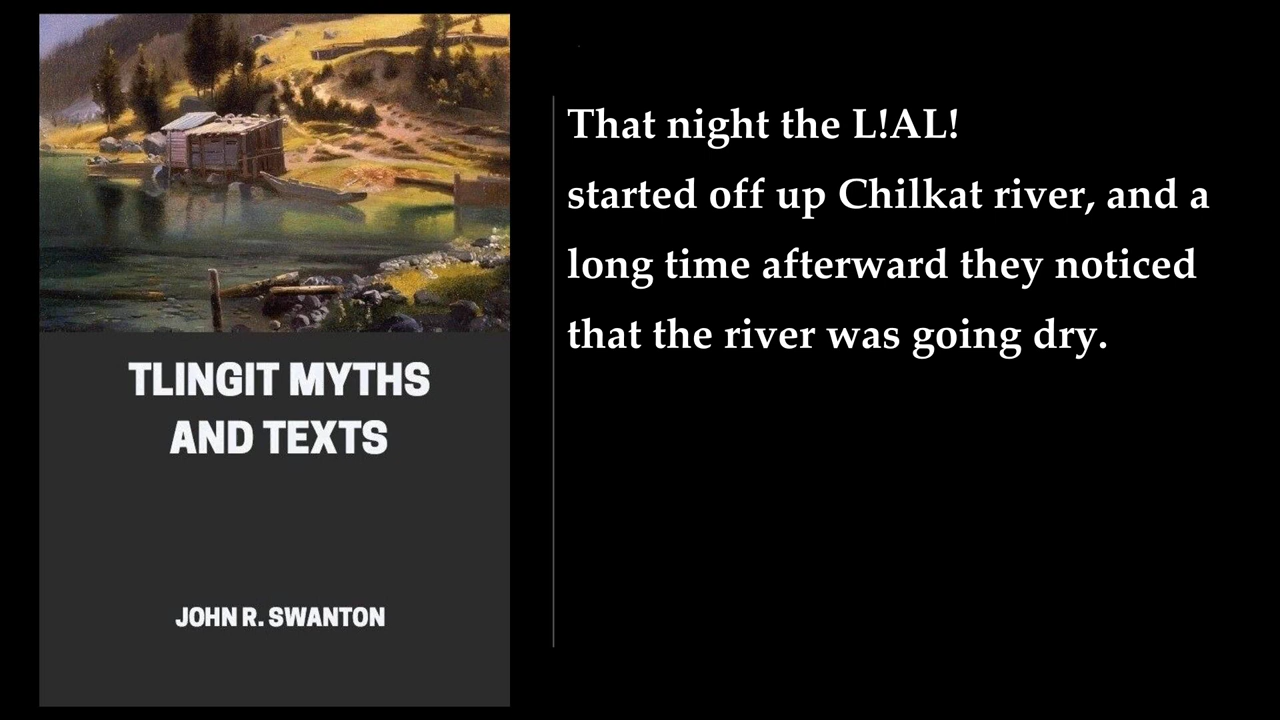 TLINGIT MYTHS
AND TEXTS
JOHN R. SWANTON
That night the L!AL!
started off up Chilkat river, and a
long time afterward they noticed
that the river was going dry.